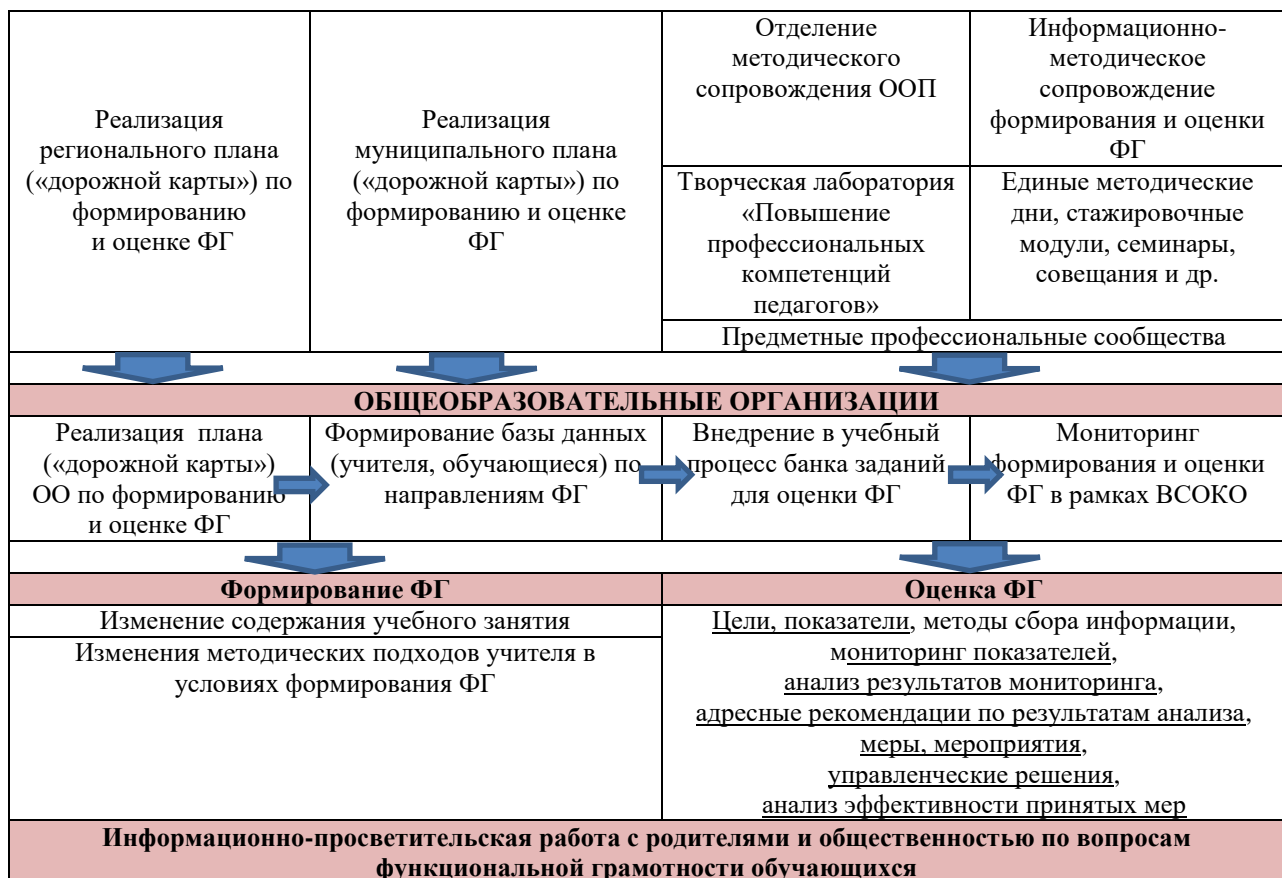 Реализация
регионального плана
(«дорожной карты») по
формированию
и оценке ФГ
Реализация
муниципального плана
(«дорожной карты») по
формированию и оценке
ФГ
Отделение
методического
сопровождения ООП
Информационно-
методическое
сопровождение
формирования и оценки
ФГ
Творческая лаборатория
«Повышение
профессиональных
компетенций
педагогов»
Единые методические
дни, стажировочные
модули, семинары,
совещания и др.
Предметные профессиональные сообщества
ОБЩЕОБРАЗОВАТЕЛЬНЫЕ ОРГАНИЗАЦИИ
Реализация плана
(«дорожной карты»)
ОО по формированию
и оценке ФГ
Формирование базы данных
(учителя, обучающиеся) по
направлениям ФГ
Внедрение в учебный
процесс банка заданий
для оценки ФГ
Мониторинг
формирования и оценки
ФГ в рамках ВСОКО
Формирование ФГ
Оценка ФГ
Изменение содержания учебного занятия
Изменения методических подходов учителя в
условиях формирования ФГ
Цели, показатели, методы сбора информации,
мониторинг показателей,
анализ результатов мониторинга,
адресные рекомендации по результатам анализа,
меры, мероприятия,
управленческие решения,
анализ эффективности принятых мер
Информационно-просветительская работа с родителями и общественностью по вопросам
функциональной грамотности обучающихся